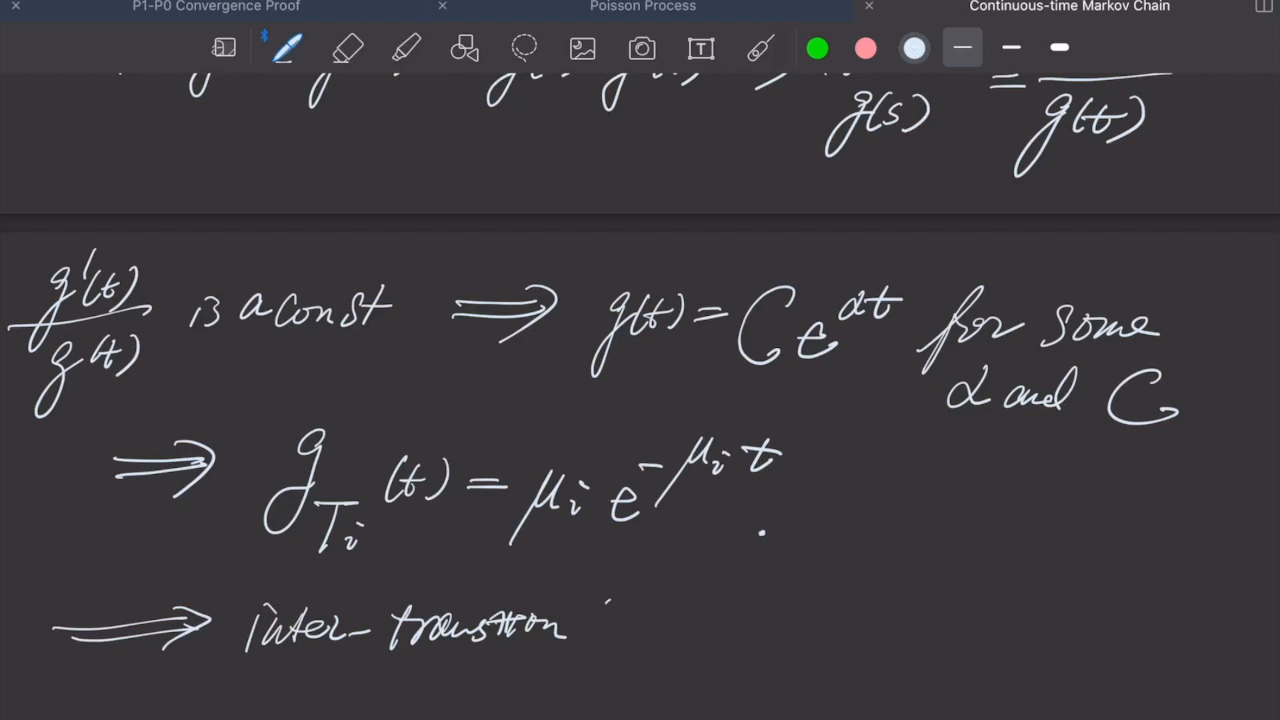 P1-P0 Convergence Proof Poisson Process Continuous-time Markov Chain
g(s) = g(t)
g'(t)/g(t) is a const ⟹ g(t) = C e^{αt} for some
α and C
⟹ g_{T_i}(t) = μ_i e^{-μ_i t}.
⟹ inter-transition